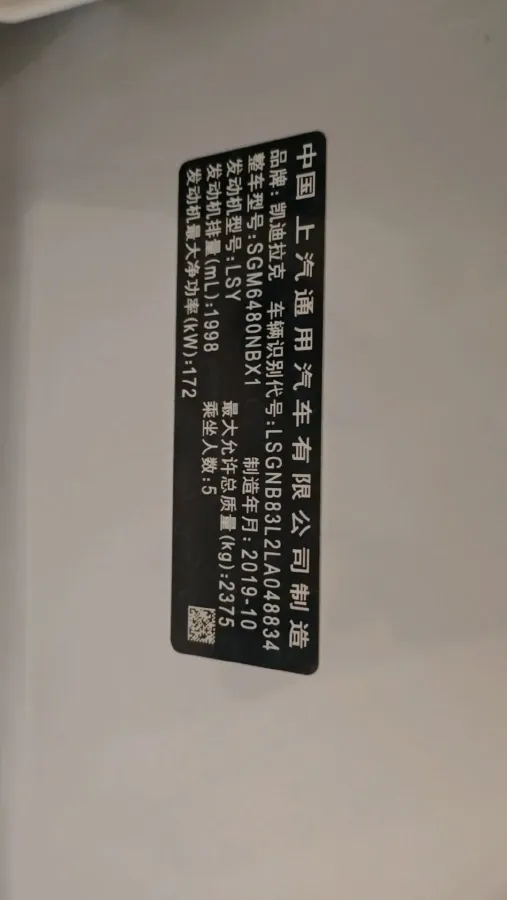 中国 上汽通用汽车有限公司制造
品牌:凯迪拉克 车辆识别代号:LSGNB83L2LA048834
整车型号:SGM6480NBX1 制造年月:2019-10
发动机型号:LSY 最大允许总质量(kg):2375
发动机排量(mL):1998 乘坐人数:5
发动机最大净功率(kW):172